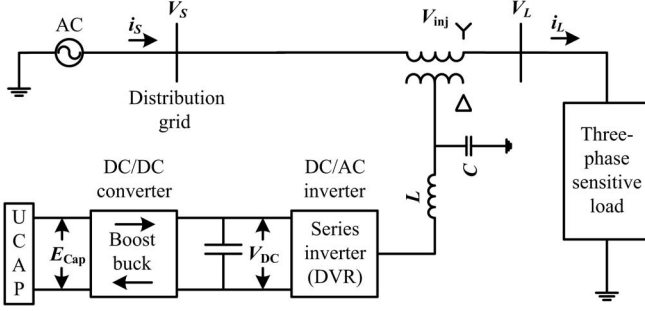 AC
i_S
V_S
V_inj
V_L
i_L
Distribution
grid
Three-
phase
sensitive
load
C
L
DC/DC
converter
DC/AC
inverter
U
C
A
P
E_Cap
Boost
buck
V_DC
Series
inverter
(DVR)